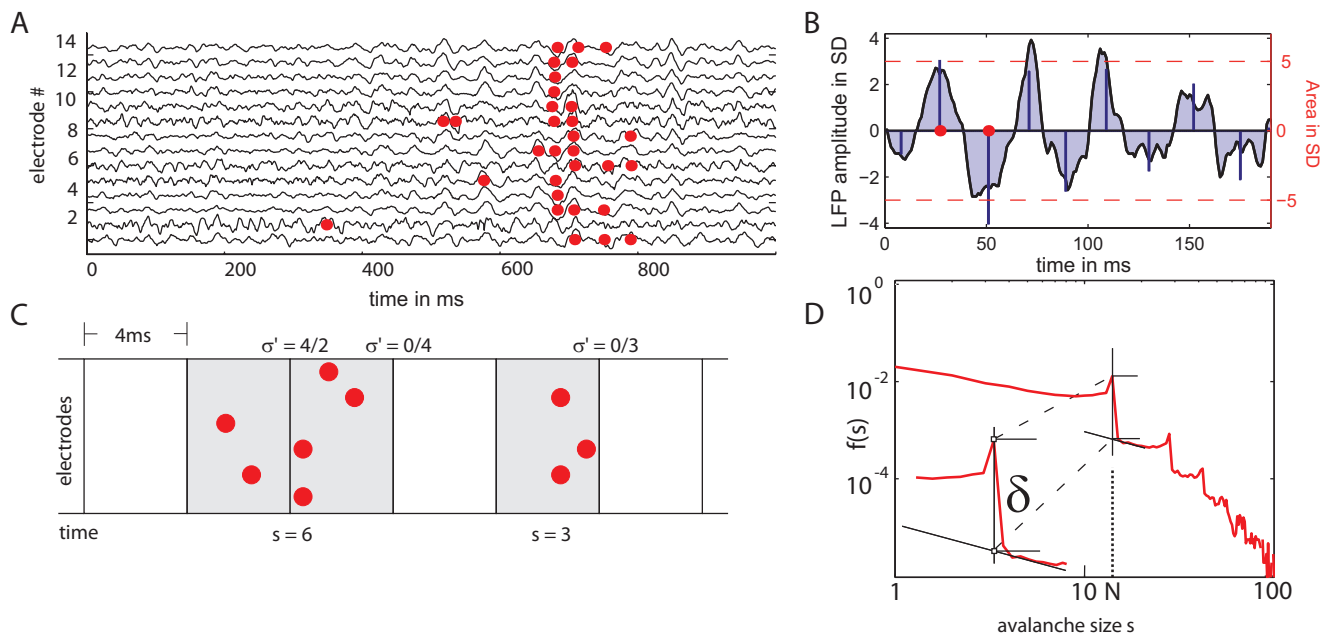 A
electrode #
14
12
10
8
6
4
2
0 200 400 600 800
time in ms
B
LFP amplitude in SD
4
2
0
−2
−4
0 50 100 150
time in ms
5
0
−5
Area in SD
C
4ms
σ' = 4/2 σ' = 0/4 σ' = 0/3
electrodes
time
s = 6 s = 3
D
f(s)
10⁰
10⁻²
10⁻⁴
δ
1 10 N 100
avalanche size s